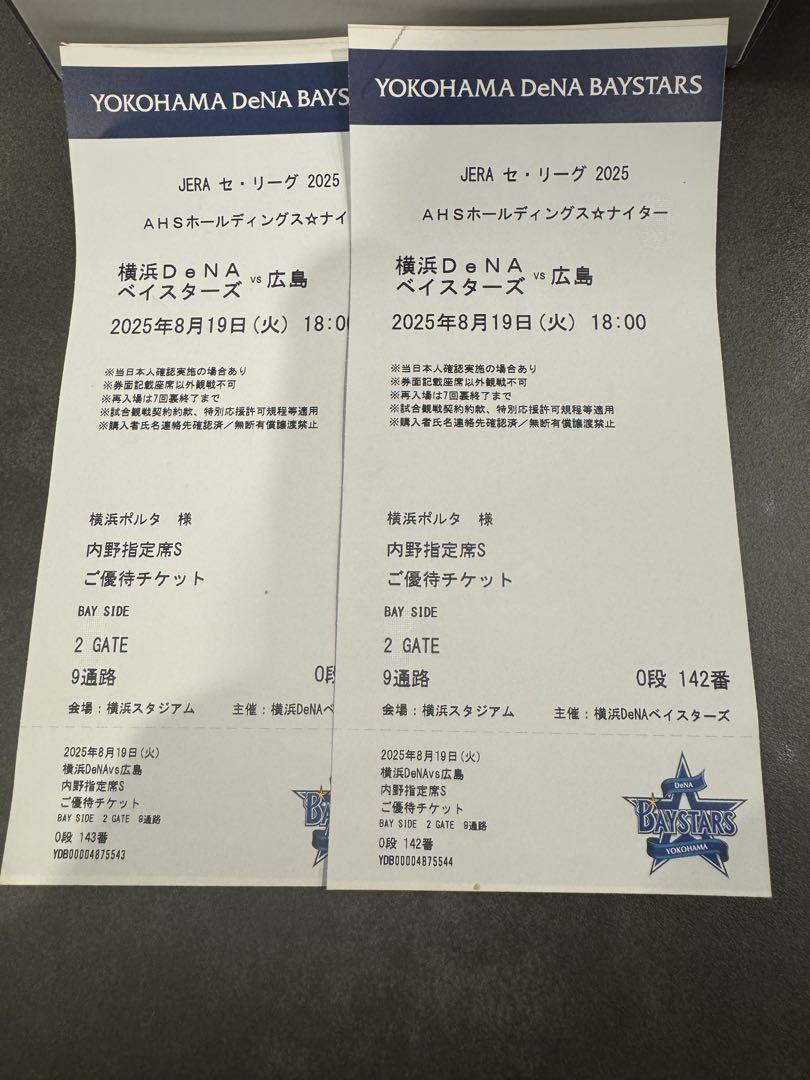 YOKOHAMA DeNA BAYS
JERA セ・リーグ 2025
AHSホールディングス☆ナイ
横浜DeNA
ベイスターズ vs 広島
2025年8月19日(火) 18:00
※当日本人確認実施の場合あり
※券面記載座席以外観戦不可
※再入場は7回裏終了まで
※試合観戦契約約款、特別応援許可規程等適用
※購入者氏名連絡先確認済/無断有償譲渡禁止
横浜ポルタ 様
内野指定席S
ご優待チケット
BAY SIDE
2 GATE
9通路 O段
会場:横浜スタジアム 主催:横浜DeNAベ
2025年8月19日(火)
横浜DeNAvs広島
内野指定席S
ご優待チケット
BAY SIDE 2 GATE 9通路
O段 143番
YDB00004875543
YOKOHAMA DeNA BAYSTARS
JERA セ・リーグ 2025
AHSホールディングス☆ナイター
横浜DeNA
ベイスターズ vs 広島
2025年8月19日(火) 18:00
※当日本人確認実施の場合あり
※券面記載座席以外観戦不可
※再入場は7回裏終了まで
※試合観戦契約約款、特別応援許可規程等適用
※購入者氏名連絡先確認済/無断有償譲渡禁止
横浜ポルタ 様
内野指定席S
ご優待チケット
BAY SIDE
2 GATE
9通路 O段 142番
会場:横浜スタジアム 主催:横浜DeNAベイスターズ
2025年8月19日(火)
横浜DeNAvs広島
内野指定席S
ご優待チケット
BAY SIDE 2 GATE 9通路
O段 142番
YDB00004875544
DeNA
BAYSTARS
YOKOHAMA